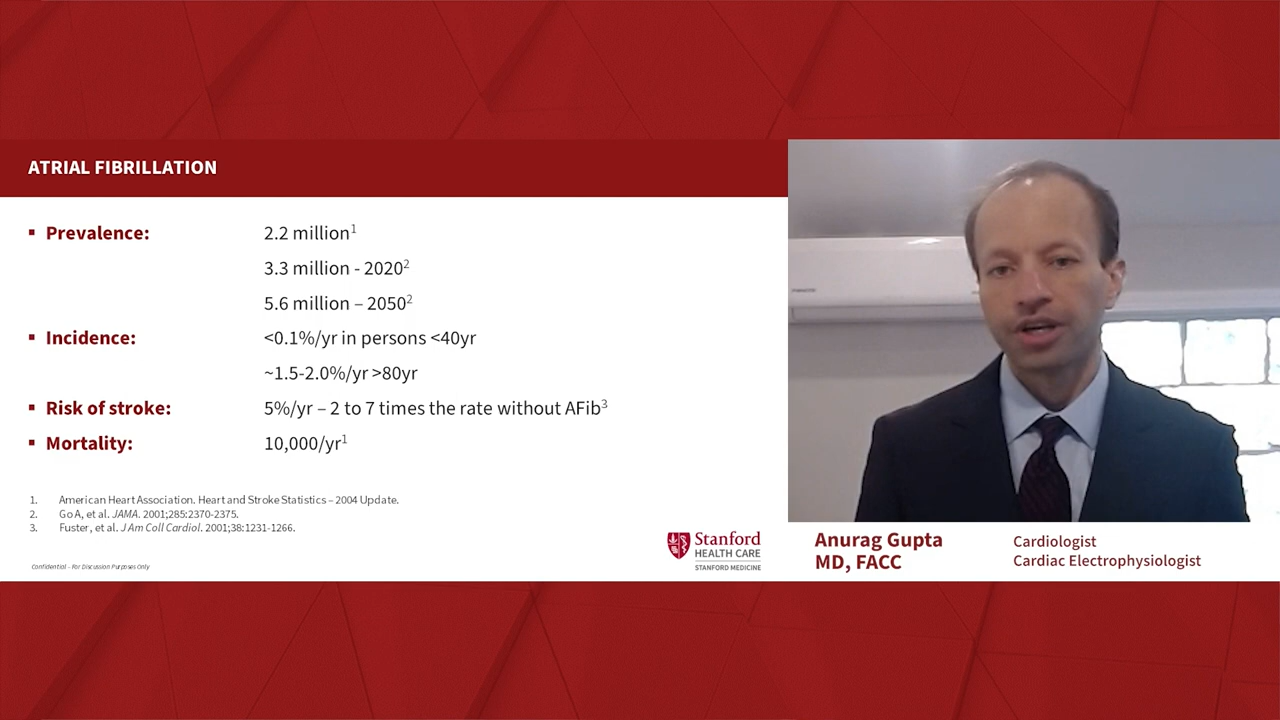 ATRIAL FIBRILLATION
▪ Prevalence: 2.2 million¹
3.3 million - 2020²
5.6 million – 2050²
▪ Incidence: <0.1%/yr in persons <40yr
~1.5-2.0%/yr >80yr
▪ Risk of stroke: 5%/yr – 2 to 7 times the rate without AFib³
▪ Mortality: 10,000/yr¹
1. American Heart Association. Heart and Stroke Statistics – 2004 Update.
2. Go A, et al. JAMA. 2001;285:2370-2375.
3. Fuster, et al. J Am Coll Cardiol. 2001;38:1231-1266.
Confidential - For Discussion Purposes Only
Stanford
HEALTH CARE
STANFORD MEDICINE
Anurag Gupta
MD, FACC
Cardiologist
Cardiac Electrophysiologist